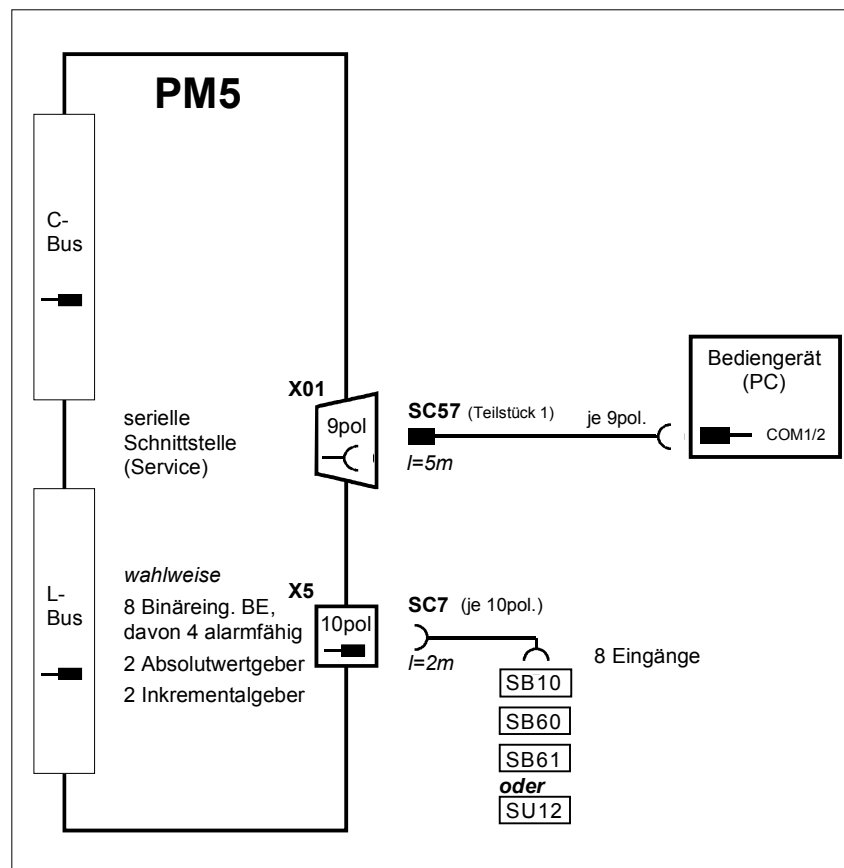 PM5
C-
Bus
X01
9pol
serielle
Schnittstelle
(Service)
SC57 (Teilstück 1)
je 9pol.
l=5m
Bediengerät
(PC)
COM1/2
L-
Bus
wahlweise
8 Binäreing. BE,
davon 4 alarmfähig
2 Absolutwertgeber
2 Inkrementalgeber
X5
10pol
SC7 (je 10pol.)
l=2m
8 Eingänge
SB10
SB60
SB61
oder
SU12